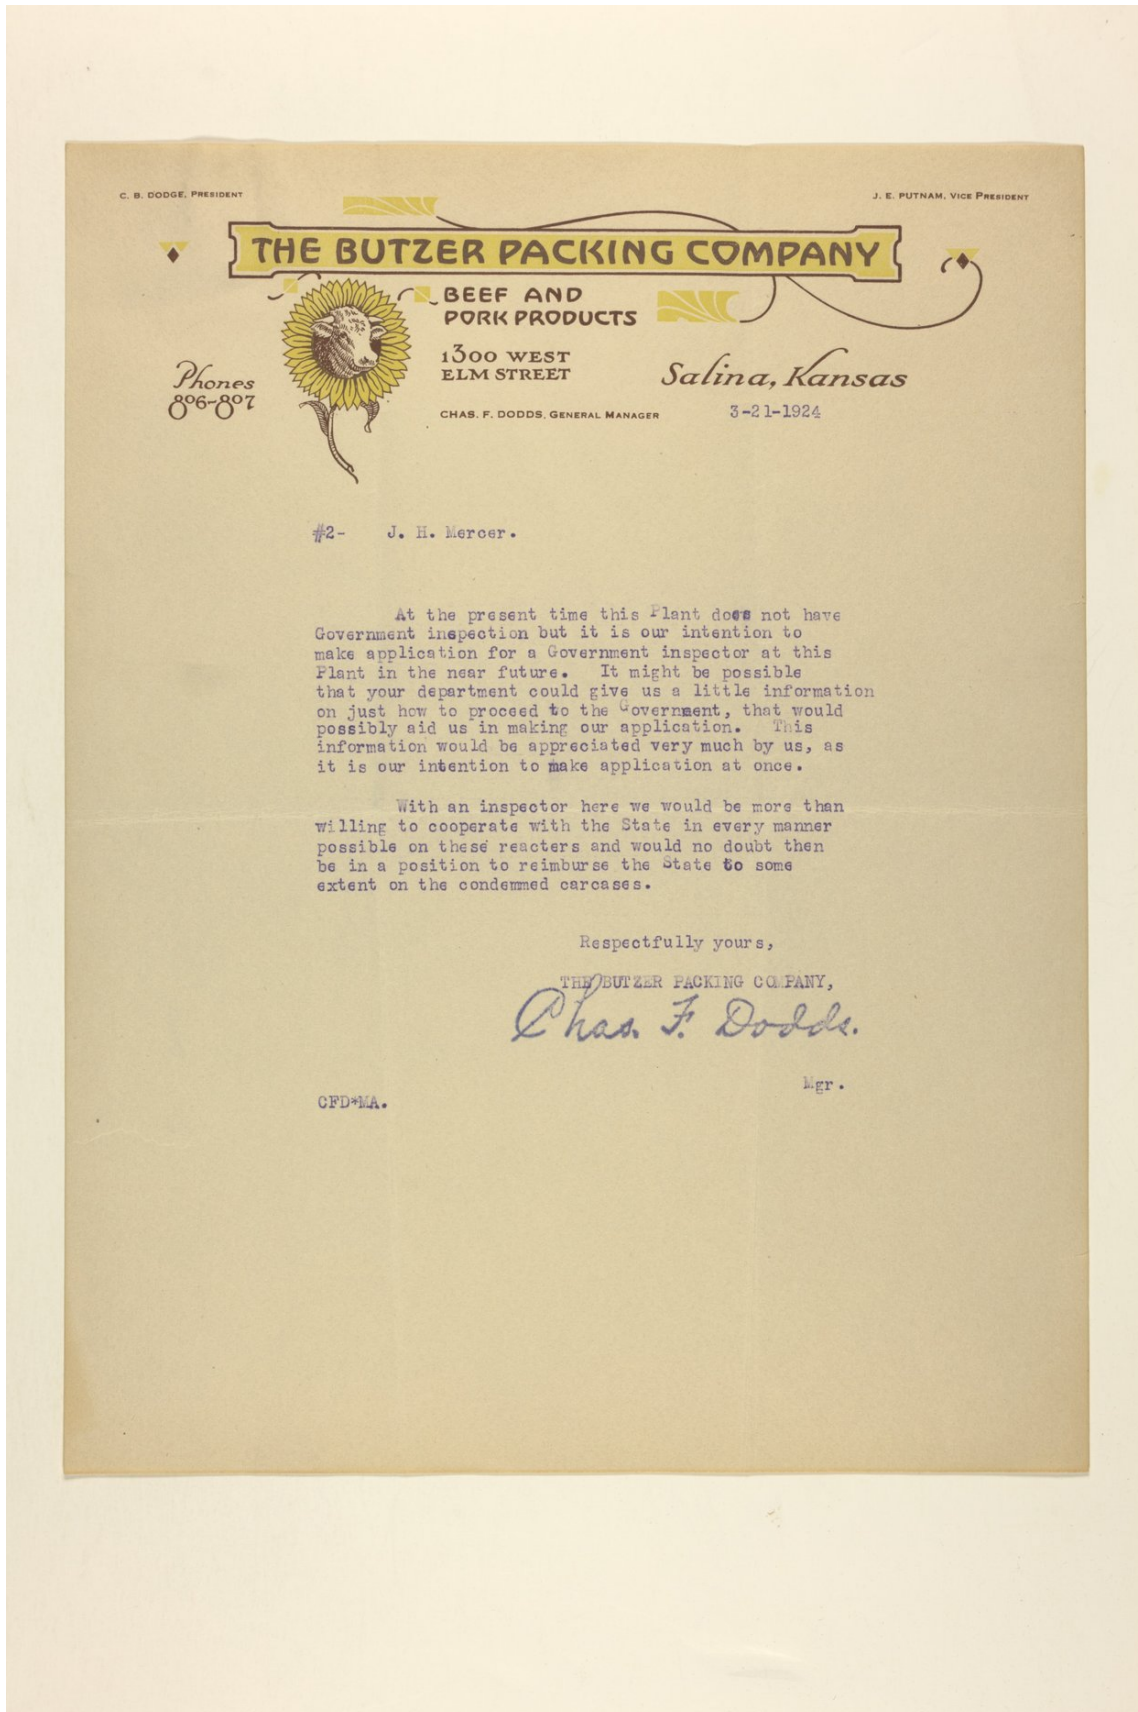 C. B. DODGE, PRESIDENT
J. E. PUTNAM, VICE PRESIDENT
THE BUTZER PACKING COMPANY
BEEF AND
PORK PRODUCTS
1300 WEST
ELM STREET
Phones
806-807
Salina, Kansas
CHAS. F. DODDS, GENERAL MANAGER
3-21-1924
#2- J. H. Mercer.
At the present time this Plant does not have
Government inspection but it is our intention to
make application for a Government inspector at this
Plant in the near future. It might be possible
that your department could give us a little information
on just how to proceed to the Government, that would
possibly aid us in making our application. This
information would be appreciated very much by us, as
it is our intention to make application at once.
With an inspector here we would be more than
willing to cooperate with the State in every manner
possible on these reacters and would no doubt then
be in a position to reimburse the State to some
extent on the condemmed carcases.
Respectfully yours,
THE BUTZER PACKING COMPANY,
Chas. F. Dodds.
Mgr.
CFD*MA.